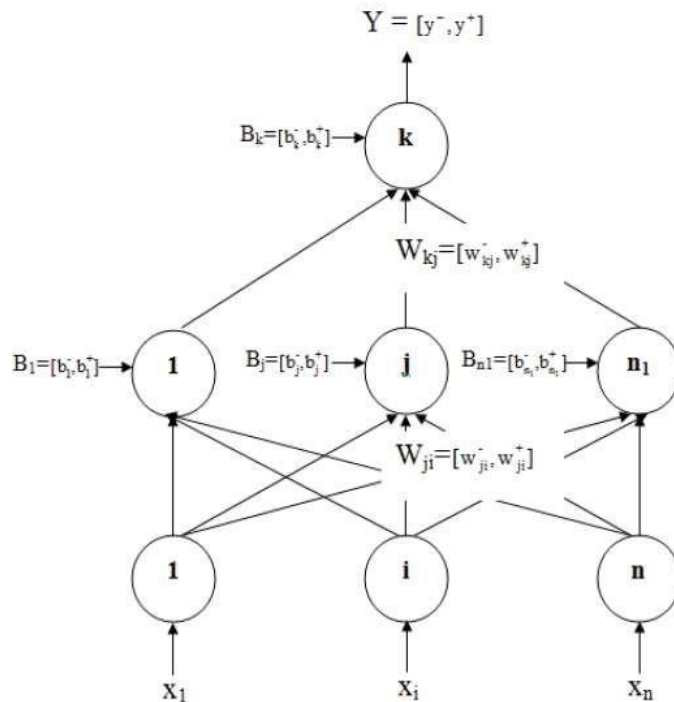 Y = [y⁻, y⁺]
Bₖ=[bₖ⁻,bₖ⁺]
k
Wₖⱼ=[wₖⱼ⁻,wₖⱼ⁺]
B₁=[b₁⁻,b₁⁺]
1
Bⱼ=[bⱼ⁻,bⱼ⁺]
j
Bₙ₁=[bₙ₁⁻,bₙ₁⁺]
n₁
Wⱼᵢ=[wⱼᵢ⁻,wⱼᵢ⁺]
1 i n
x₁ xᵢ xₙ